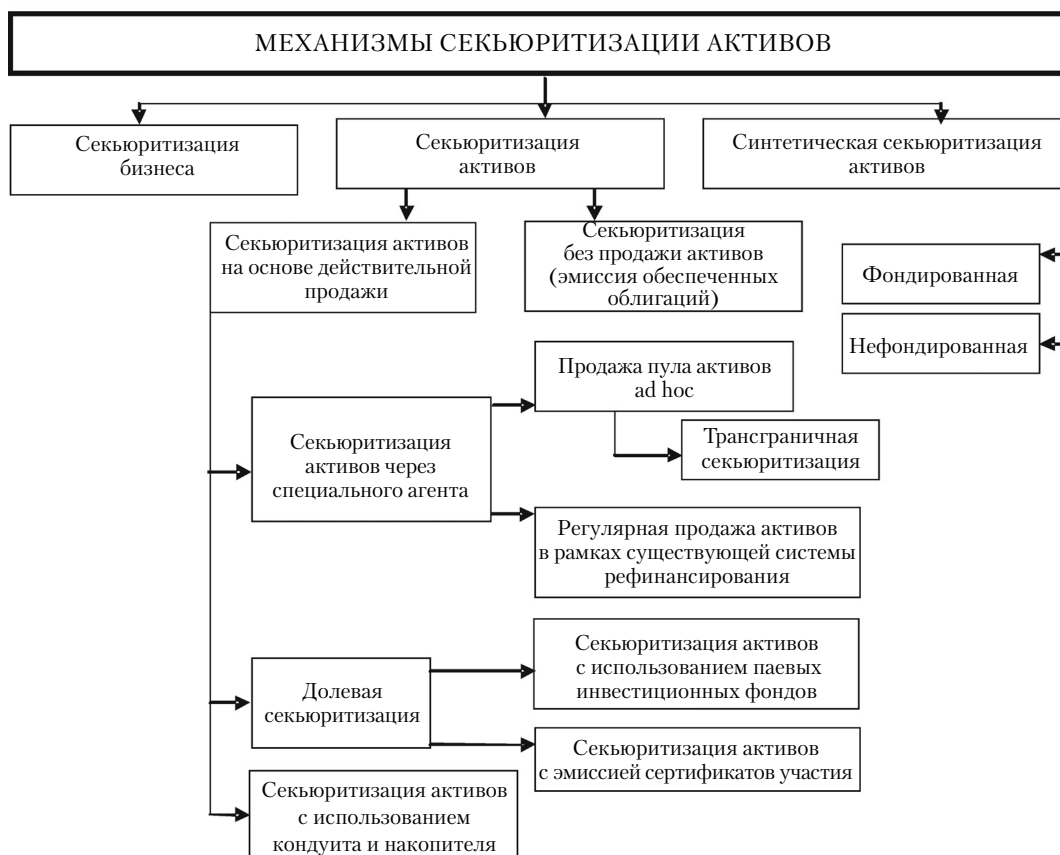 МЕХАНИЗМЫ СЕКЬЮРИТИЗАЦИИ АКТИВОВ
Секьюритизация
бизнеса
Секьюритизация
активов
Синтетическая секьюритизация
активов
Секьюритизация активов
на основе действительной
продажи
Секьюритизация
без продажи активов
(эмиссия обеспеченных
облигаций)
Фондированная
Нефондированная
Продажа пула активов
ad hoc
Трансграничная
секьюритизация
Секьюритизация
активов через
специального агента
Регулярная продажа активов
в рамках существующей системы
рефинансирования
Долевая
секьюритизация
Секьюритизация активов
с использованием паевых
инвестиционных фондов
Секьюритизация активов
с эмиссией сертификатов участия
Секьюритизация активов
с использованием
кондуита и накопителя